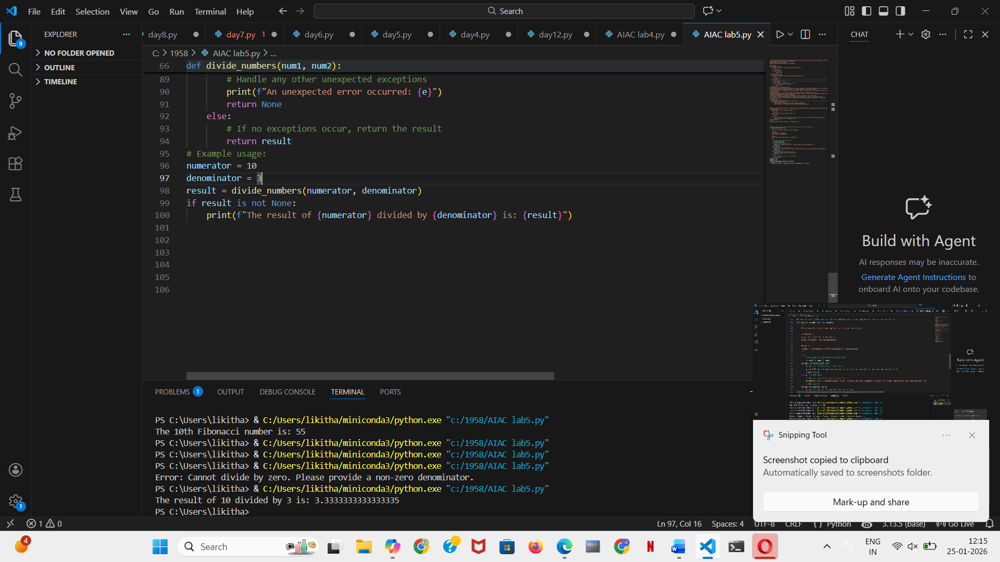 File Edit Selection View Go Run Terminal Help
Search
EXPLORER
NO FOLDER OPENED
OUTLINE
TIMELINE
9
day8.py
day7.py 1
day6.py
day5.py
day4.py
day12.py
AIAC lab4.py
AIAC lab5.py
C: > 1958 > AIAC lab5.py > ...
66 def divide_numbers(num1, num2):
89 # Handle any other unexpected exceptions
90 print(f"An unexpected error occurred: {e}")
91 return None
92 else:
93 # If no exceptions occur, return the result
94 return result
95 # Example usage:
96 numerator = 10
97 denominator = 3
98 result = divide_numbers(numerator, denominator)
99 if result is not None:
100 print(f"The result of {numerator} divided by {denominator} is: {result}")
101
102
103
104
105
106
CHAT
Build with Agent
AI responses may be inaccurate.
Generate Agent Instructions to
onboard AI onto your codebase.
PROBLEMS 1 OUTPUT DEBUG CONSOLE TERMINAL PORTS
PS C:\Users\likitha> & C:/Users/likitha/miniconda3/python.exe "c:/1958/AIAC lab5.py"
The 10th Fibonacci number is: 55
PS C:\Users\likitha> & C:/Users/likitha/miniconda3/python.exe "c:/1958/AIAC lab5.py"
PS C:\Users\likitha> & C:/Users/likitha/miniconda3/python.exe "c:/1958/AIAC lab5.py"
PS C:\Users\likitha> & C:/Users/likitha/miniconda3/python.exe "c:/1958/AIAC lab5.py"
Error: Cannot divide by zero. Please provide a non-zero denominator.
PS C:\Users\likitha> & C:/Users/likitha/miniconda3/python.exe "c:/1958/AIAC lab5.py"
The result of 10 divided by 3 is: 3.3333333333333335
PS C:\Users\likitha>
Build with Agent
Snipping Tool
Screenshot copied to clipboard
Automatically saved to screenshots folder.
Mark-up and share
1
1 0
Ln 97, Col 16 Spaces: 4 UTF-8 CRLF {} Python 3.13.5 (base) Go Live
4
Search
SQL>
ENG
IN
12:15
25-01-2026